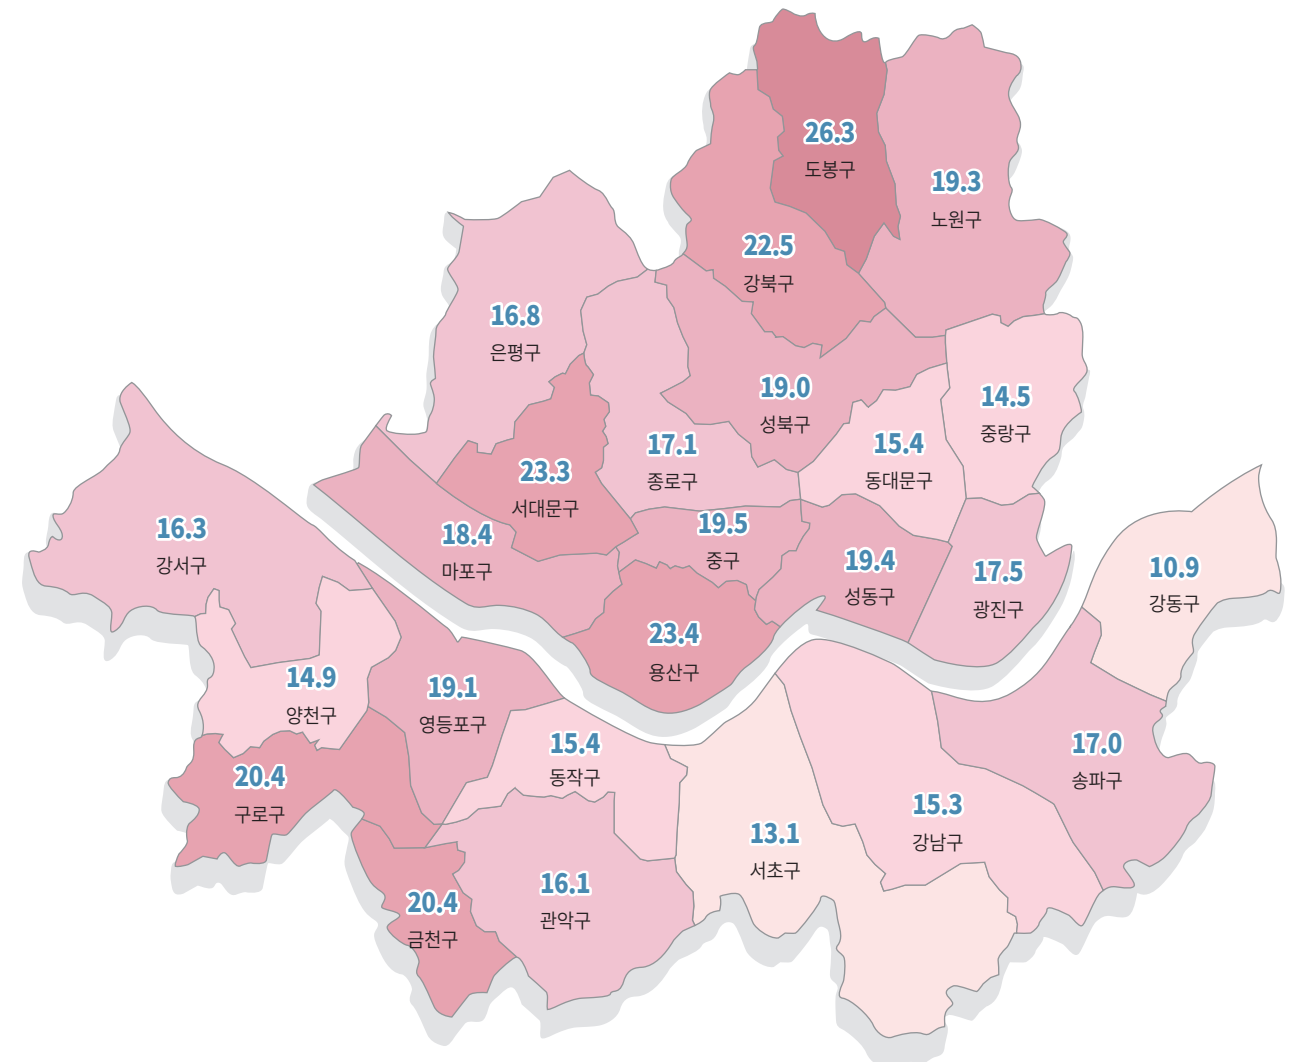 26.3
도봉구
19.3
노원구
22.5
강북구
16.8
은평구
19.0
성북구
14.5
중랑구
15.4
동대문구
17.1
종로구
23.3
서대문구
16.3
강서구
18.4
마포구
19.5
중구
19.4
성동구
17.5
광진구
10.9
강동구
23.4
용산구
14.9
양천구
19.1
영등포구
15.4
동작구
17.0
송파구
20.4
구로구
15.3
강남구
13.1
서초구
16.1
관악구
20.4
금천구